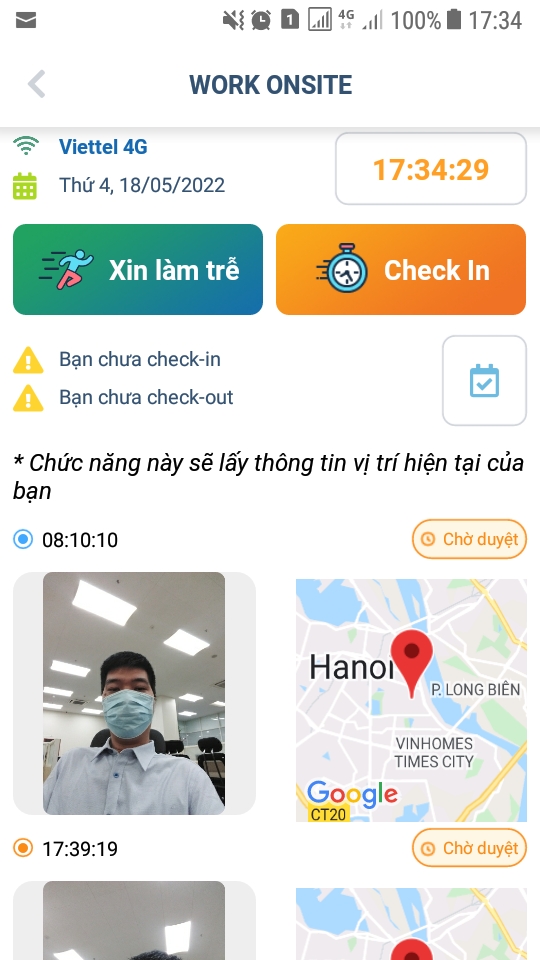 1 4G 100% 17:34
WORK ONSITE
Viettel 4G
Thứ 4, 18/05/2022
17:34:29
Xin làm trễ
Check In
Bạn chưa check-in
Bạn chưa check-out
* Chức năng này sẽ lấy thông tin vị trí hiện tại của
bạn
08:10:10
Chờ duyệt
Hanoi
P. LONG BIÊN
VINHOMES
TIMES CITY
Google
CT20
17:39:19
Chờ duyệt